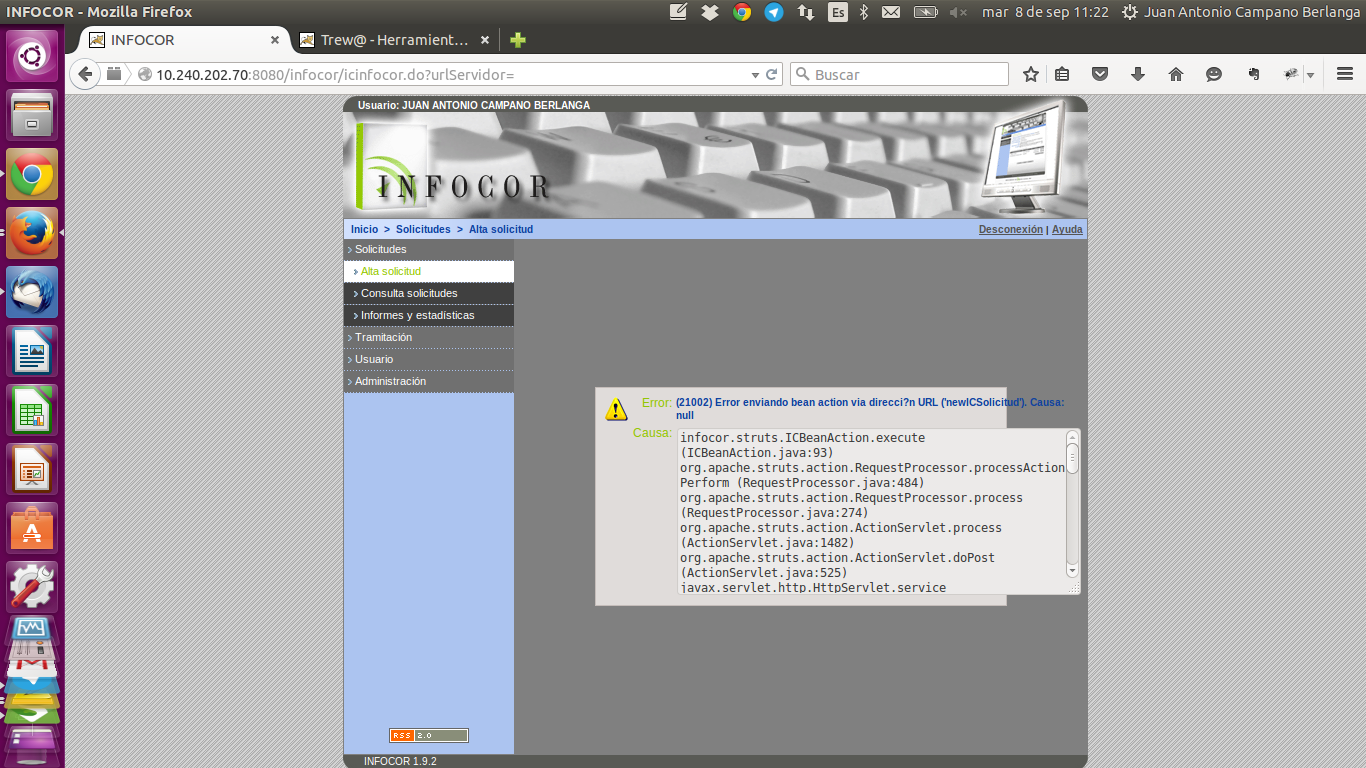 INFOCOR - Mozilla Firefox
Es
mar 8 de sep 11:22
Juan Antonio Campano Berlanga
INFOCOR
Trew@ - Herramient…
10.240.202.70:8080/infocor/icinfocor.do?urlServidor=
Buscar
Usuario: JUAN ANTONIO CAMPANO BERLANGA
INFOCOR
Inicio > Solicitudes > Alta solicitud
Desconexión | Ayuda
Solicitudes
Alta solicitud
Consulta solicitudes
Informes y estadísticas
Tramitación
Usuario
Administración
Error: (21002) Error enviando bean action via direcci?n URL ('newICSolicitud'). Causa:
null
Causa:
infocor.struts.ICBeanAction.execute
(ICBeanAction.java:93)
org.apache.struts.action.RequestProcessor.processAction
Perform (RequestProcessor.java:484)
org.apache.struts.action.RequestProcessor.process
(RequestProcessor.java:274)
org.apache.struts.action.ActionServlet.process
(ActionServlet.java:1482)
org.apache.struts.action.ActionServlet.doPost
(ActionServlet.java:525)
javax.servlet.http.HttpServlet.service
RSS 2.0
INFOCOR 1.9.2